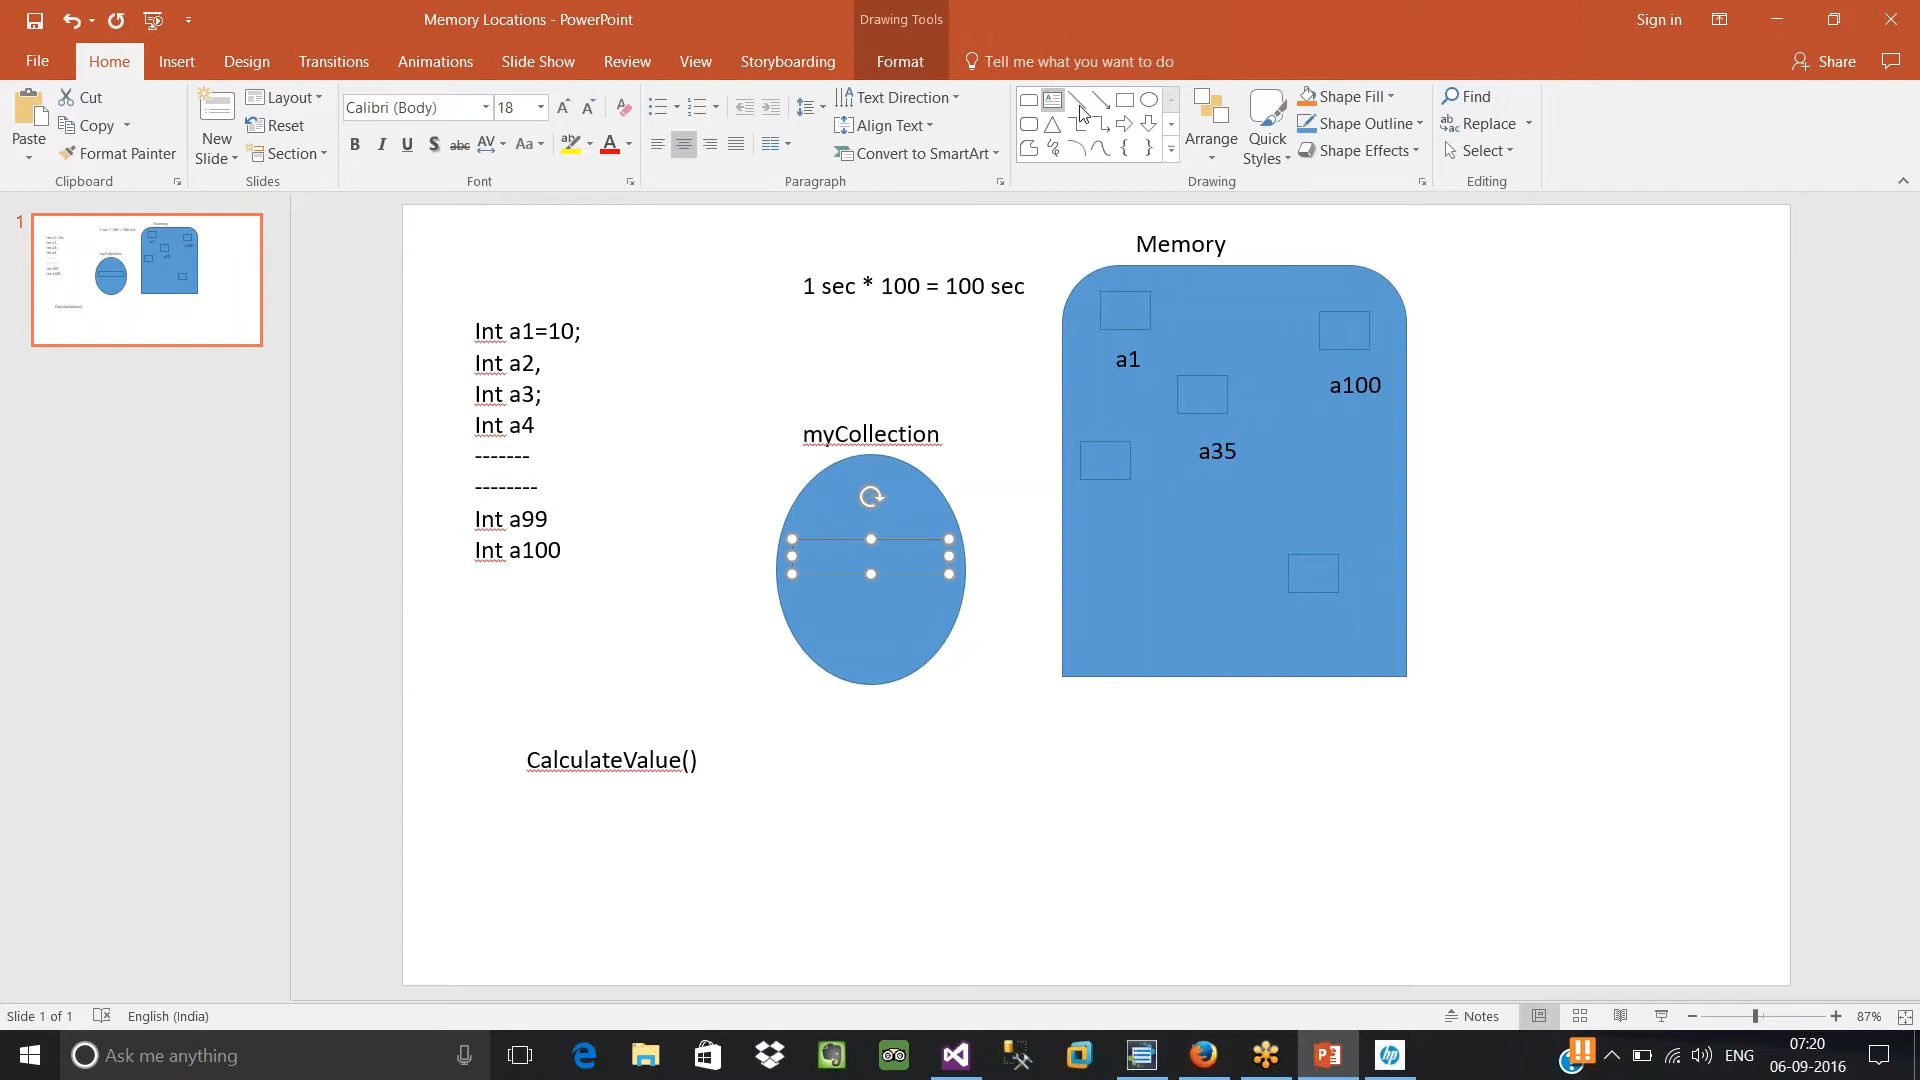 Memory Locations - PowerPoint
Drawing Tools
Sign in
File
Home
Insert
Design
Transitions
Animations
Slide Show
Review
View
Storyboarding
Format
Tell me what you want to do
Share
Paste
Cut
Copy
Format Painter
Clipboard
New
Slide
Layout
Reset
Section
Slides
Calibri (Body)
18
B I U S abc AV Aa A
Font
Text Direction
Align Text
Convert to SmartArt
Paragraph
Arrange
Quick
Styles
Shape Fill
Shape Outline
Shape Effects
Drawing
Find
Replace
Select
Editing
1
Memory
1 sec * 100 = 100 sec
Int a1=10;
Int a2,
Int a3;
Int a4
-------
--------
Int a99
Int a100
myCollection
a1
a100
a35
CalculateValue()
Slide 1 of 1
English (India)
Notes
87%
Ask me anything
ENG
07:20
06-09-2016